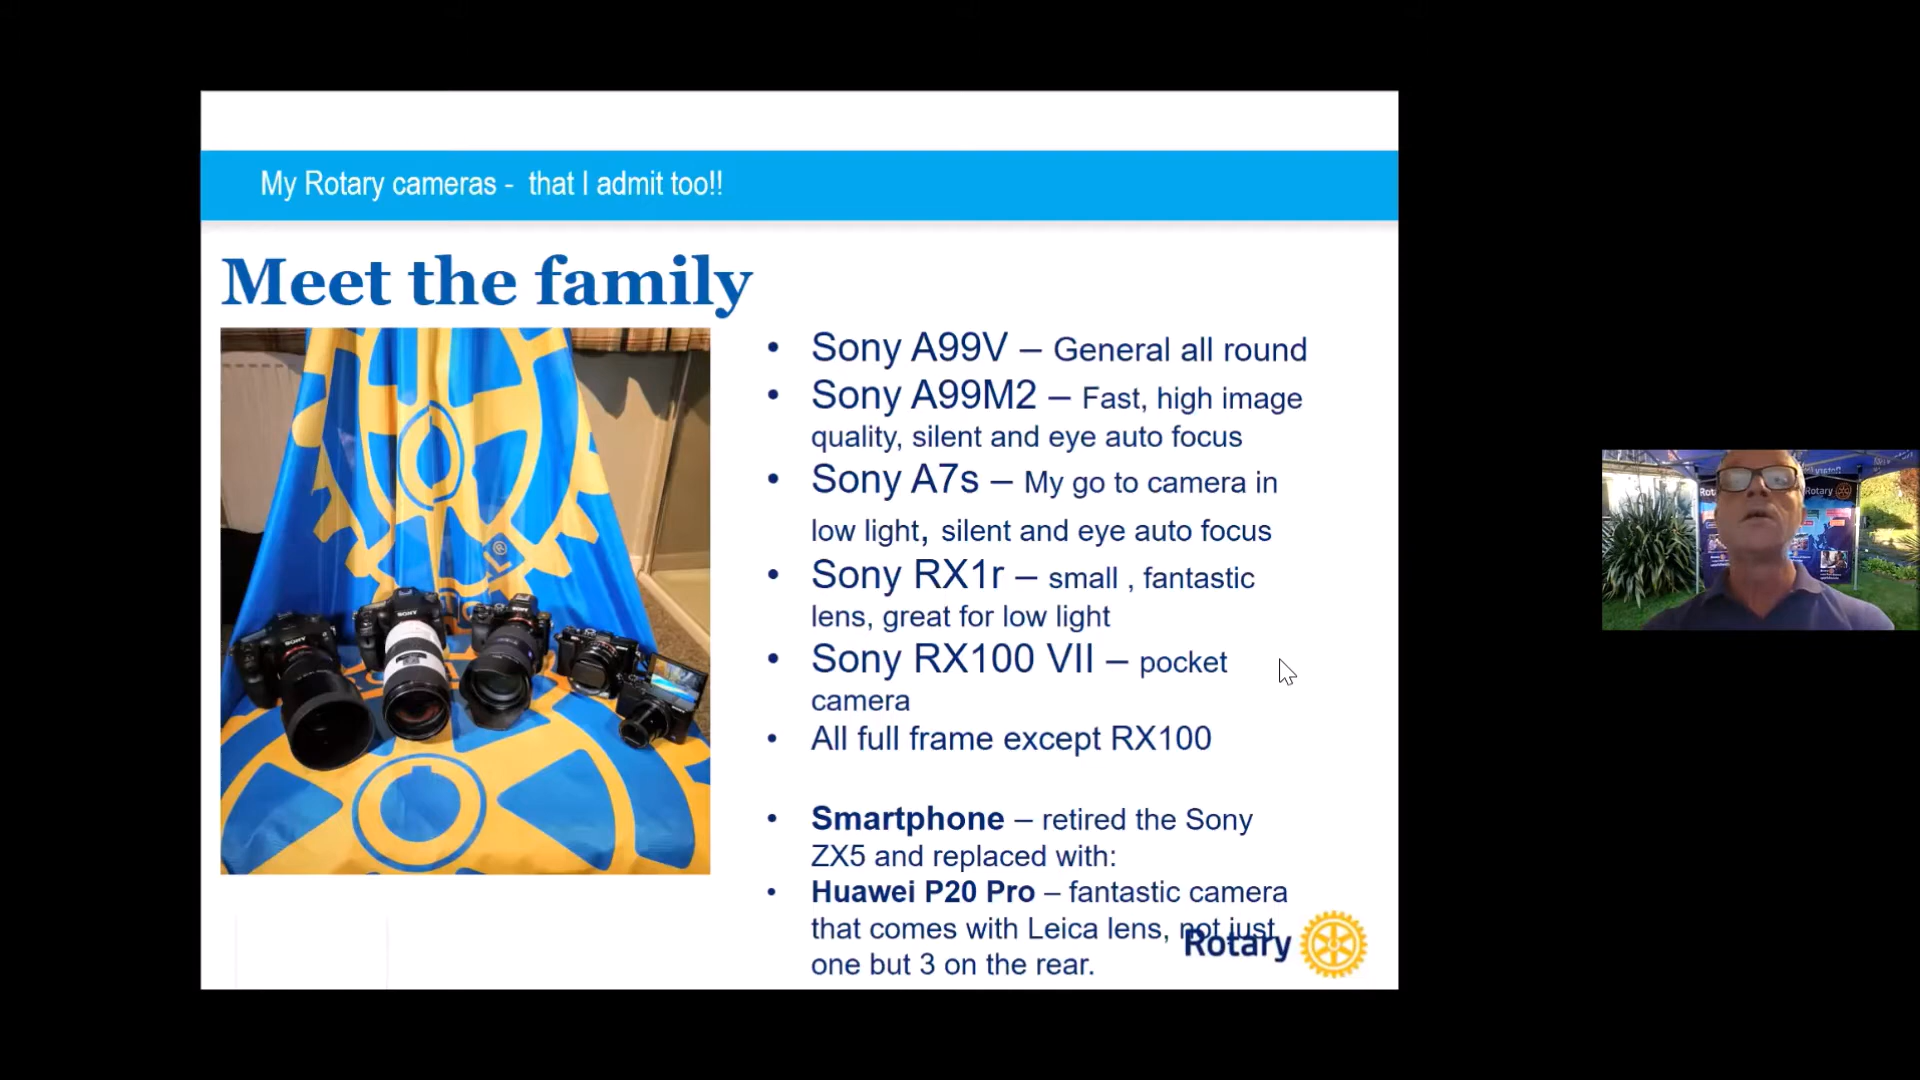 My Rotary cameras - that I admit too!!
Meet the family
• Sony A99V – General all round
• Sony A99M2 – Fast, high image
quality, silent and eye auto focus
• Sony A7s – My go to camera in
low light, silent and eye auto focus
• Sony RX1r – small , fantastic
lens, great for low light
• Sony RX100 VII – pocket
camera
• All full frame except RX100
• Smartphone – retired the Sony
ZX5 and replaced with:
• Huawei P20 Pro – fantastic camera
that comes with Leica lens, not just
one but 3 on the rear.
Rotary
SONY
SONY
Rotary